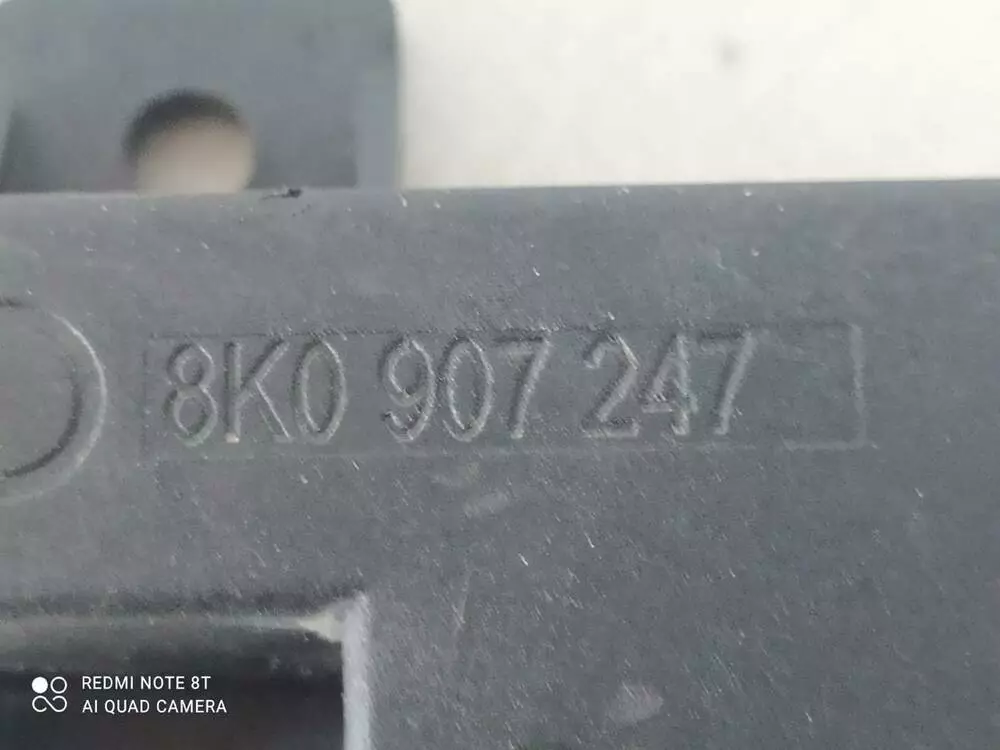 8K0 907 247
REDMI NOTE 8T
AI QUAD CAMERA